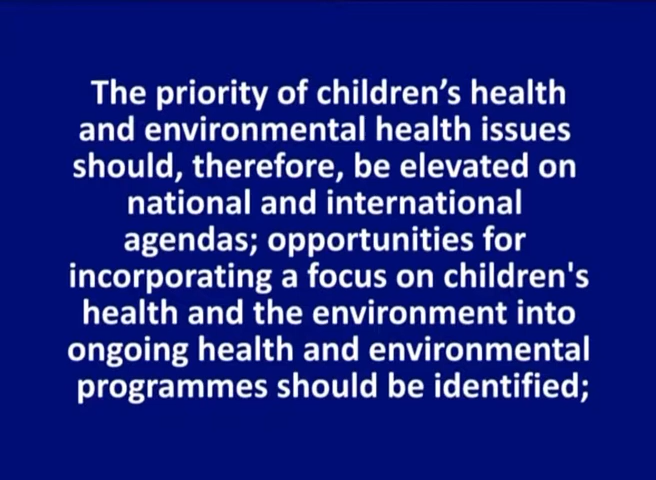 The priority of children’s health
and environmental health issues
should, therefore, be elevated on
national and international
agendas; opportunities for
incorporating a focus on children's
health and the environment into
ongoing health and environmental
programmes should be identified;